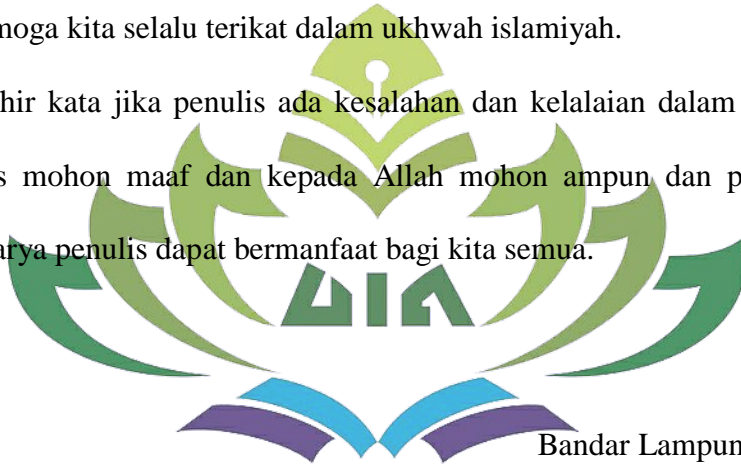 moga kita selalu terikat dalam ukhwah islamiyah.
hir kata jika penulis ada kesalahan dan kelalaian dalam
s mohon maaf dan kepada Allah mohon ampun dan p
arya penulis dapat bermanfaat bagi kita semua.
UIN
Bandar Lampun